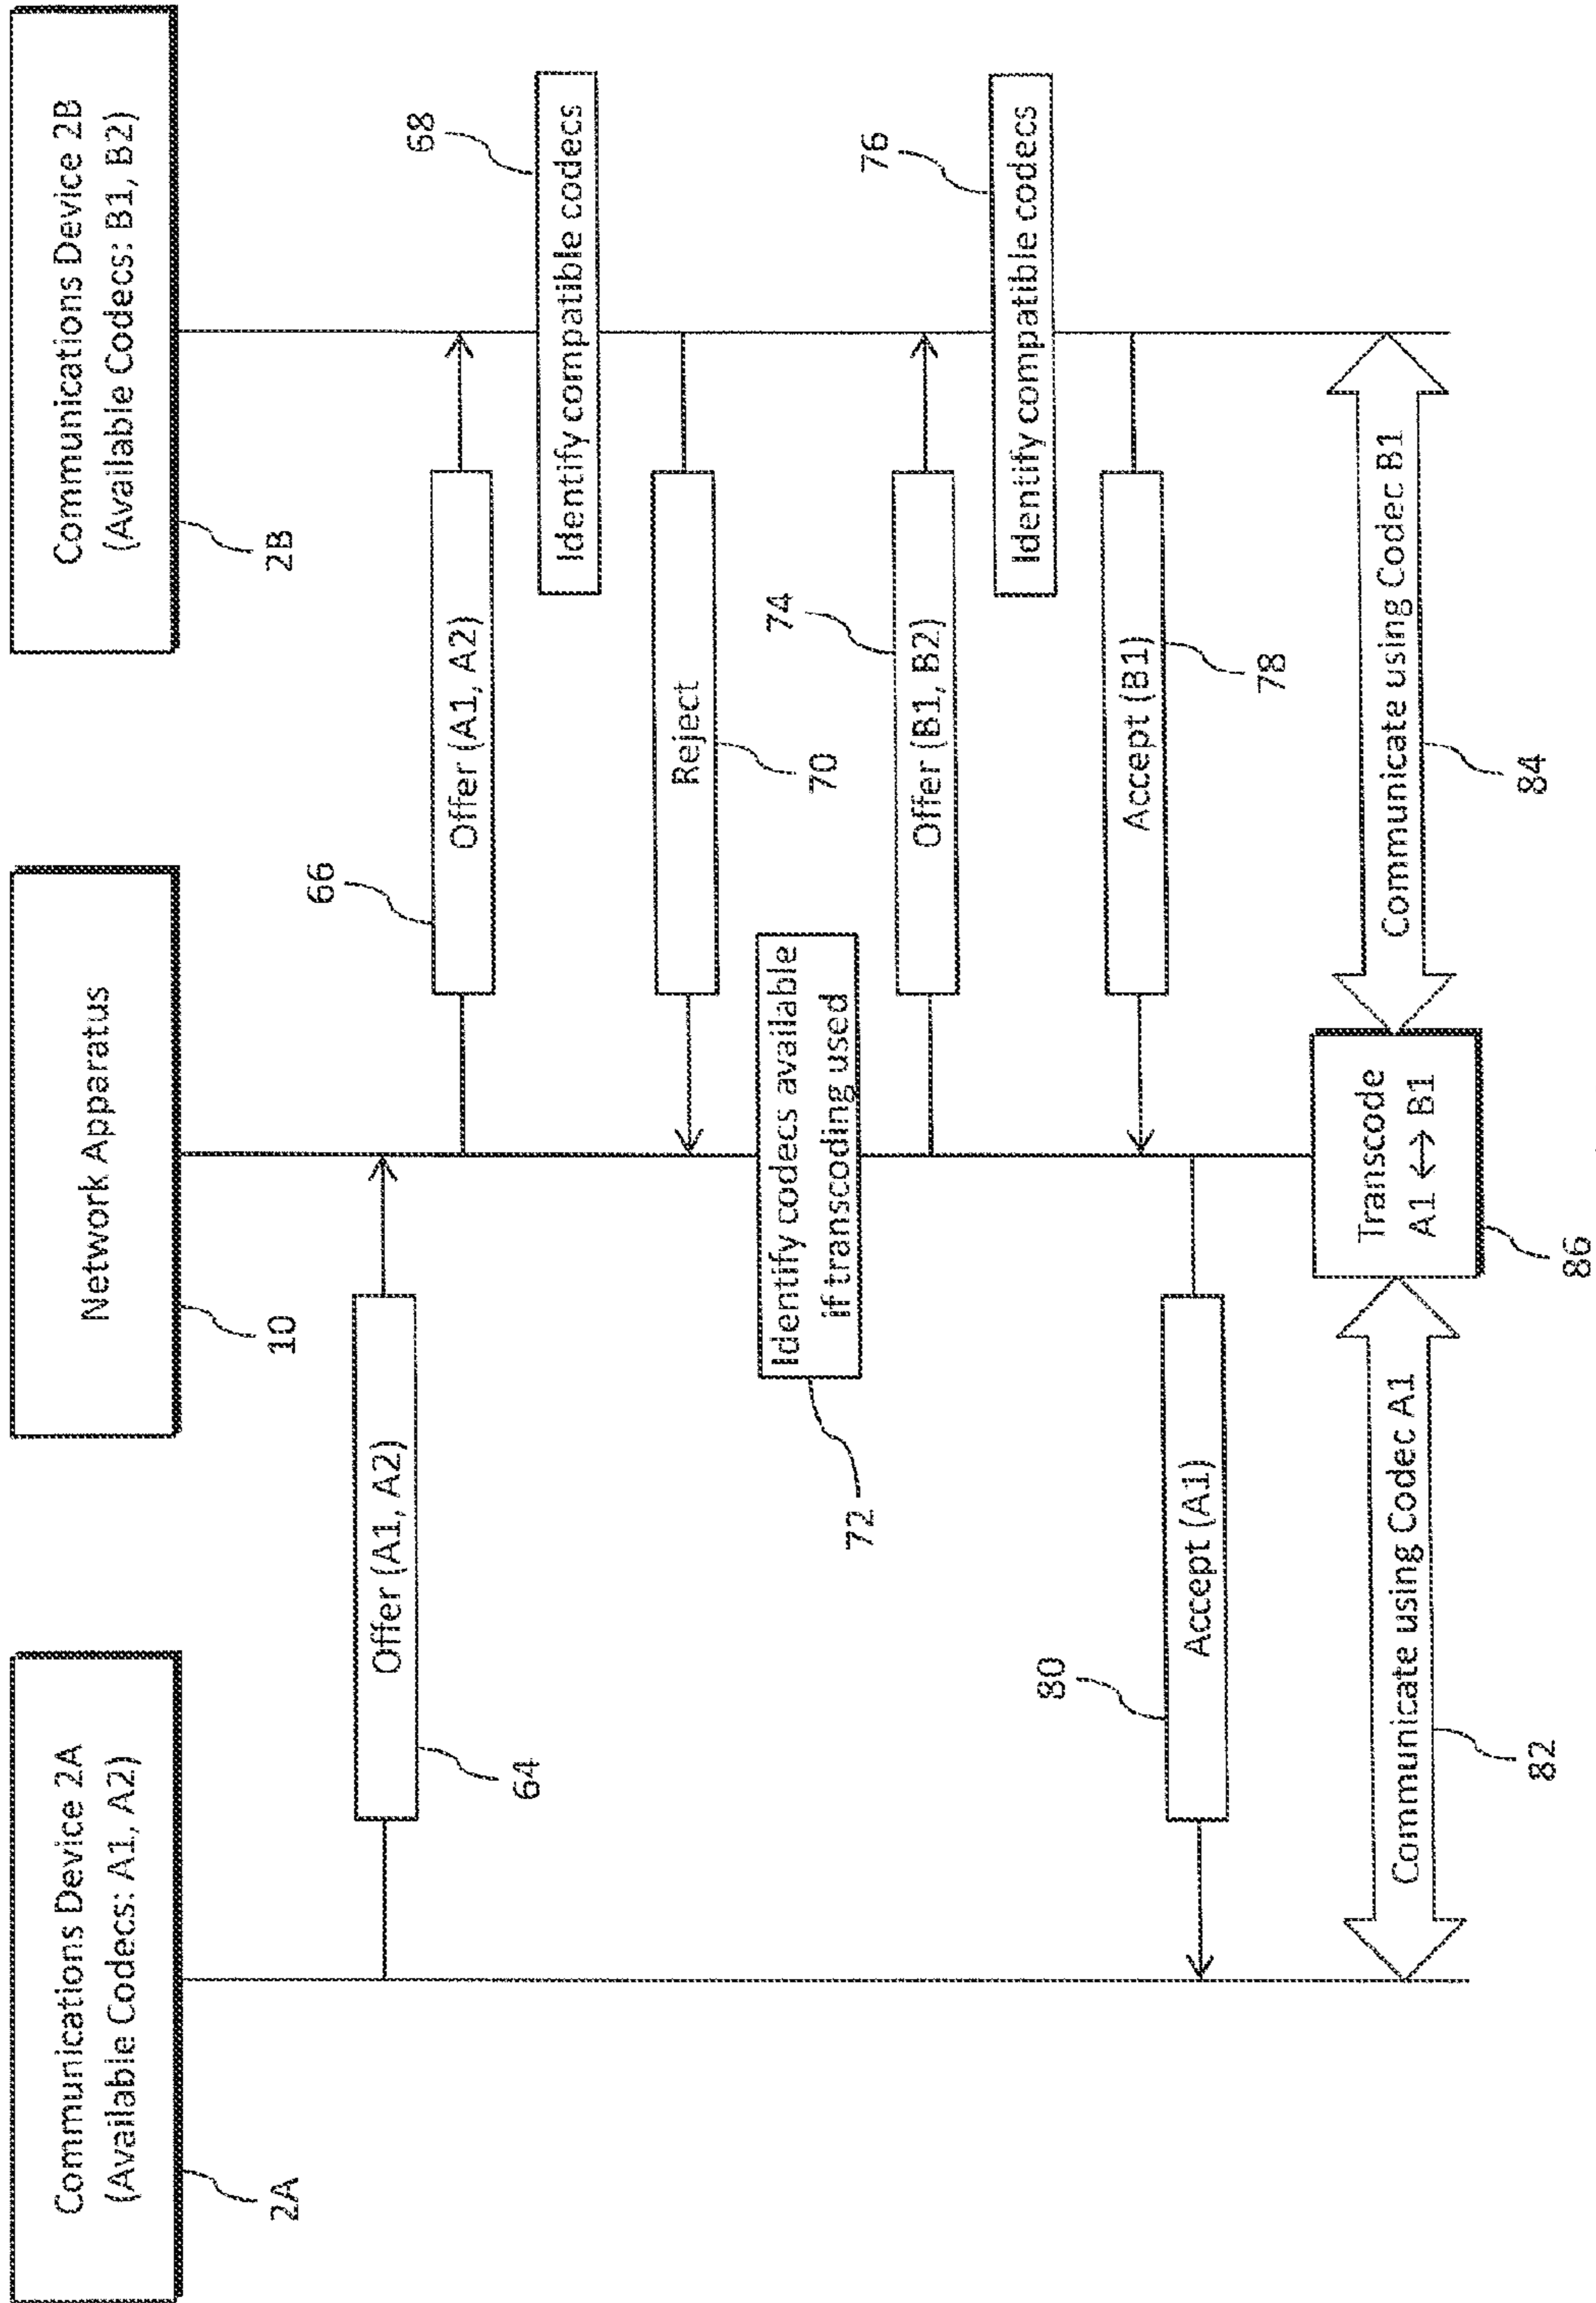 Communications Device 2A
(Available Codecs: A1, A2)
2A
Network Apparatus
10
Communications Device 2B
(Available Codecs: B1, B2)
2B
Offer (A1, A2)
64
66
Offer (A1, A2)
68
Identify compatible codecs
Reject
70
Identify codecs available
if transcoding used
72
74
Offer (B1, B2)
76
Identify compatible codecs
Accept (B1)
78
80
Accept (A1)
Communicate using Codec A1
82
Transcode
A1 <-> B1
86
Communicate using Codec B1
84